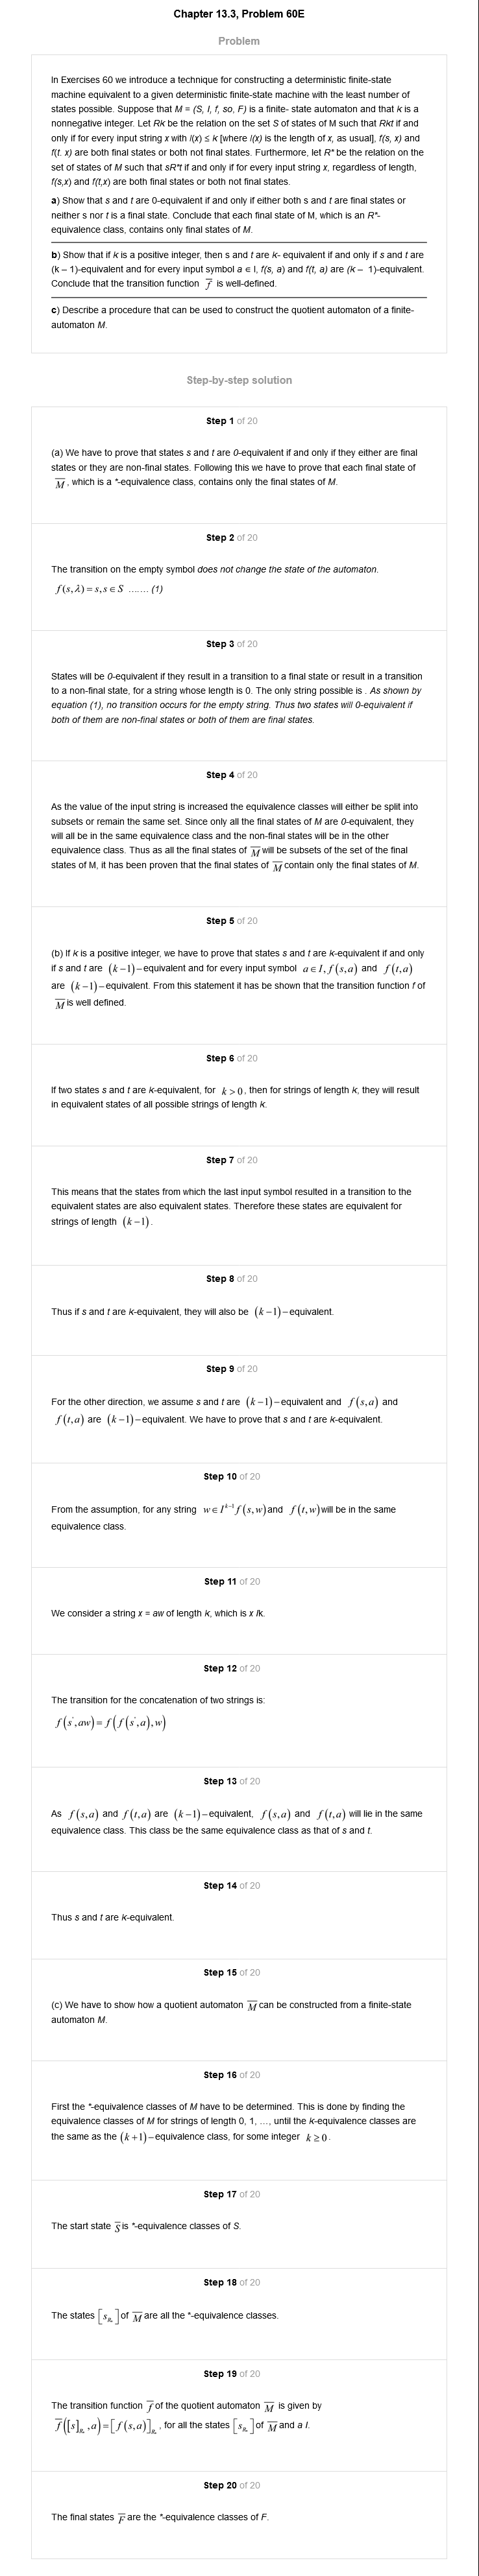 Chapter 13.3, Problem 60E
Problem
In Exercises 60 we introduce a technique for constructing a deterministic finite-state
machine equivalent to a given deterministic finite-state machine with the least number of
states possible. Suppose that M = (S, I, f, so, F) is a finite- state automaton and that k is a
nonnegative integer. Let Rk be the relation on the set S of states of M such that Rkt if and
only if for every input string x with l(x) ≤ k [where l(x) is the length of x, as usual], f(s, x) and
f(t. x) are both final states or both not final states. Furthermore, let R* be the relation on the
set of states of M such that sR*t if and only if for every input string x, regardless of length,
f(s,x) and f(t,x) are both final states or both not final states.
a) Show that s and t are 0-equivalent if and only if either both s and t are final states or
neither s nor t is a final state. Conclude that each final state of M, which is an R*-
equivalence class, contains only final states of M.
b) Show that if k is a positive integer, then s and t are k- equivalent if and only if s and t are
(k – 1)-equivalent and for every input symbol a ∈ I, f(s, a) and f(t, a) are (k – 1)-equivalent.
Conclude that the transition function f̅ is well-defined.
c) Describe a procedure that can be used to construct the quotient automaton of a finite-
automaton M.
Step-by-step solution
Step 1 of 20
(a) We have to prove that states s and t are 0-equivalent if and only if they either are final
states or they are non-final states. Following this we have to prove that each final state of
M̅ , which is a *-equivalence class, contains only the final states of M.
Step 2 of 20
The transition on the empty symbol does not change the state of the automaton.
f(s,λ)=s,s∈S ....... (1)
Step 3 of 20
States will be 0-equivalent if they result in a transition to a final state or result in a transition
to a non-final state, for a string whose length is 0. The only string possible is . As shown by
equation (1), no transition occurs for the empty string. Thus two states will 0-equivalent if
both of them are non-final states or both of them are final states.
Step 4 of 20
As the value of the input string is increased the equivalence classes will either be split into
subsets or remain the same set. Since only all the final states of M are 0-equivalent, they
will all be in the same equivalence class and the non-final states will be in the other
equivalence class. Thus as all the final states of M̅ will be subsets of the set of the final
states of M, it has been proven that the final states of M̅ contain only the final states of M.
Step 5 of 20
(b) If k is a positive integer, we have to prove that states s and t are k-equivalent if and only
if s and t are (k−1)−equivalent and for every input symbol a∈I, f(s,a) and f(t,a)
are (k−1)−equivalent. From this statement it has be shown that the transition function f of
M̅ is well defined.
Step 6 of 20
If two states s and t are k-equivalent, for k>0, then for strings of length k, they will result
in equivalent states of all possible strings of length k.
Step 7 of 20
This means that the states from which the last input symbol resulted in a transition to the
equivalent states are also equivalent states. Therefore these states are equivalent for
strings of length (k−1).
Step 8 of 20
Thus if s and t are k-equivalent, they will also be (k−1)−equivalent.
Step 9 of 20
For the other direction, we assume s and t are (k−1)−equivalent and f(s,a) and
f(t,a) are (k−1)−equivalent. We have to prove that s and t are k-equivalent.
Step 10 of 20
From the assumption, for any string w∈I^{k−1} f(s,w) and f(t,w) will be in the same
equivalence class.
Step 11 of 20
We consider a string x = aw of length k, which is x Ik.
Step 12 of 20
The transition for the concatenation of two strings is:
f(s',aw)=f(f(s',a),w)
Step 13 of 20
As f(s,a) and f(t,a) are (k−1)−equivalent, f(s,a) and f(t,a) will lie in the same
equivalence class. This class be the same equivalence class as that of s and t.
Step 14 of 20
Thus s and t are k-equivalent.
Step 15 of 20
(c) We have to show how a quotient automaton M̅ can be constructed from a finite-state
automaton M.
Step 16 of 20
First the *-equivalence classes of M have to be determined. This is done by finding the
equivalence classes of M for strings of length 0, 1, ..., until the k-equivalence classes are
the same as the (k+1)−equivalence class, for some integer k≥0.
Step 17 of 20
The start state S̅ is *-equivalence classes of S.
Step 18 of 20
The states [s_{R*}] of M̅ are all the *-equivalence classes.
Step 19 of 20
The transition function f̅ of the quotient automaton M̅ is given by
f̅([s]_{R*},a)=[f(s,a)]_{R*}, for all the states [s_{R*}] of M̅ and a I.
Step 20 of 20
The final states F̅ are the *-equivalence classes of F.